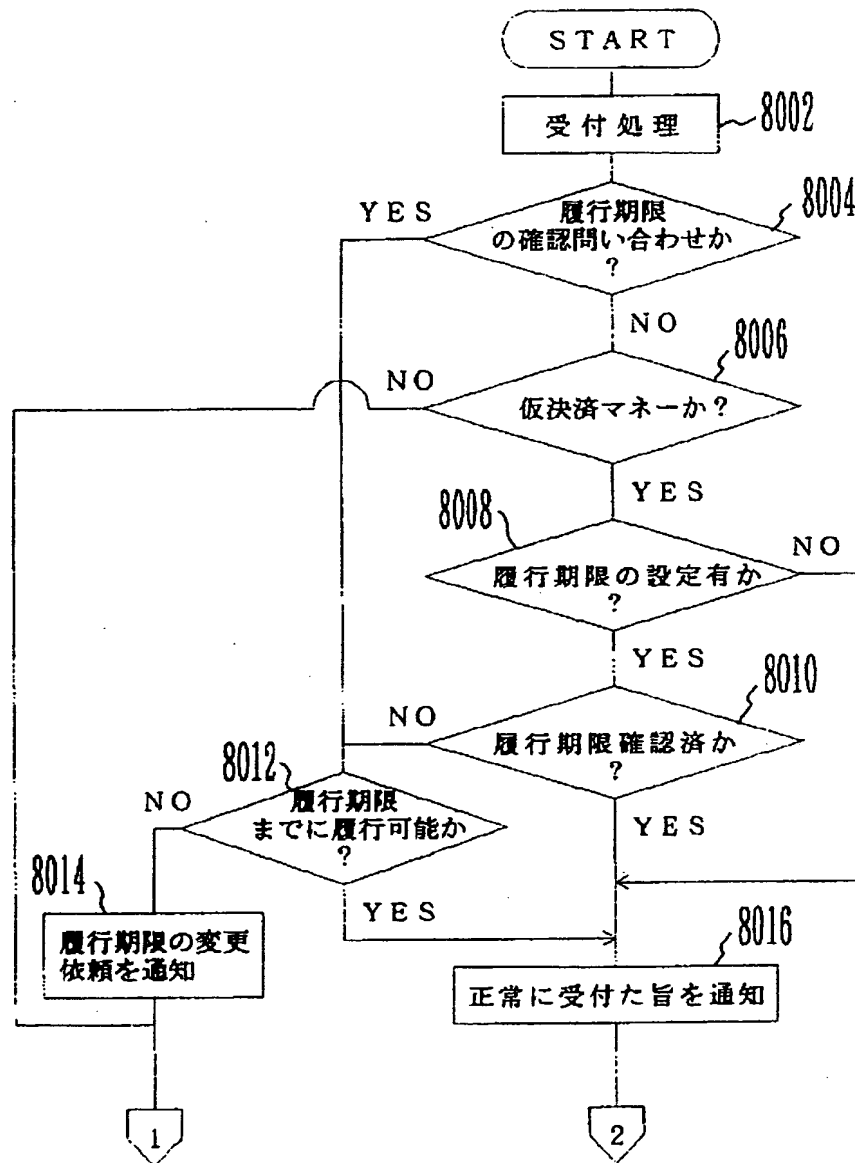 START
受付処理
8002
YES
履行期限
の確認問い合わせか
?
8004
NO
8006
NO
仮決済マネーか?
YES
8008
NO
履行期限の設定有か
?
YES
8010
NO
履行期限確認済か
?
8012
NO
履行期限
までに履行可能か
?
YES
8014
YES
履行期限の変更
依頼を通知
8016
正常に受付た旨を通知
1
2